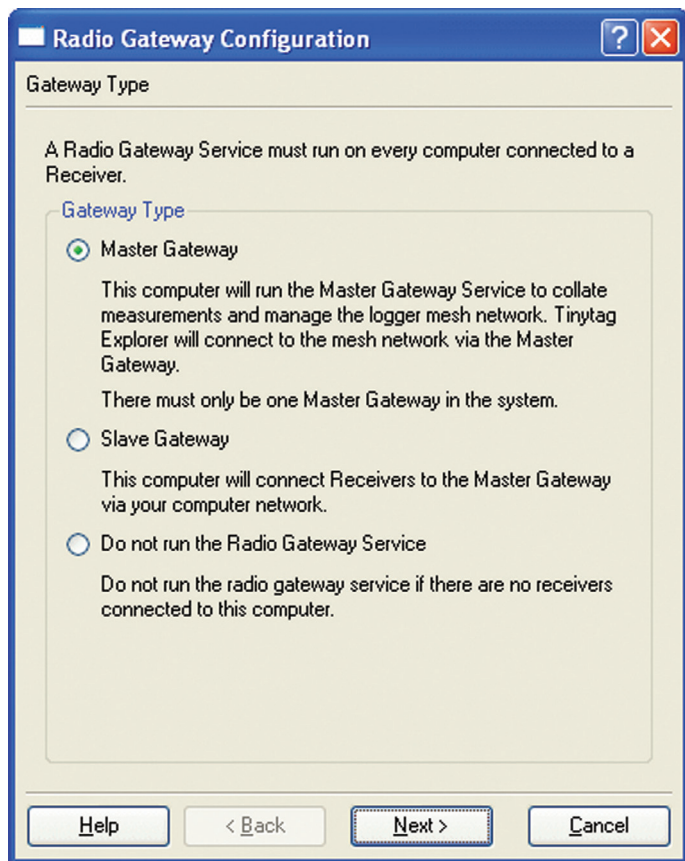 Radio Gateway Configuration
?
Gateway Type
A Radio Gateway Service must run on every computer connected to a
Receiver.
Gateway Type
Master Gateway
This computer will run the Master Gateway Service to collate
measurements and manage the logger mesh network. Tinytag
Explorer will connect to the mesh network via the Master
Gateway.
There must only be one Master Gateway in the system.
Slave Gateway
This computer will connect Receivers to the Master Gateway
via your computer network.
Do not run the Radio Gateway Service
Do not run the radio gateway service if there are no receivers
connected to this computer.
Help
< Back
Next >
Cancel